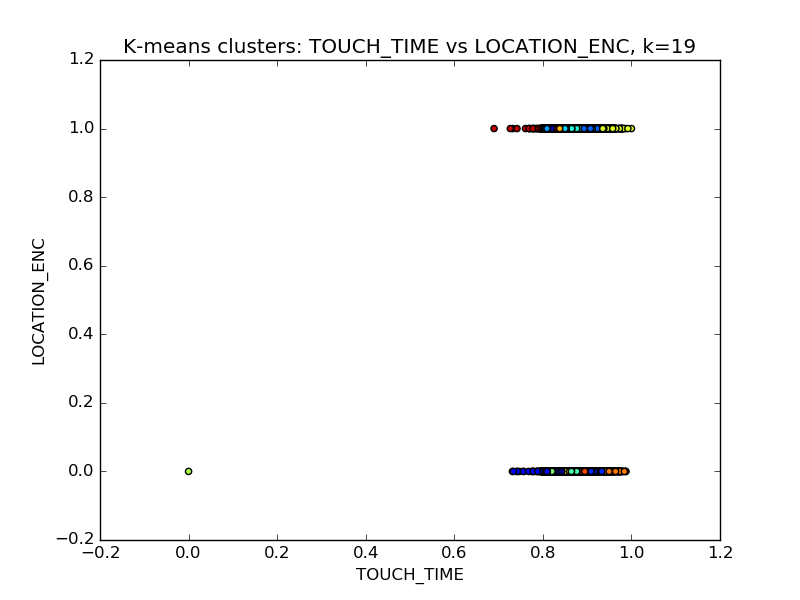 K-means clusters: TOUCH_TIME vs LOCATION_ENC, k=19
1.2
1.0
0.8
0.6
0.4
0.2
0.0
−0.2
LOCATION_ENC
−0.2 0.0 0.2 0.4 0.6 0.8 1.0 1.2
TOUCH_TIME